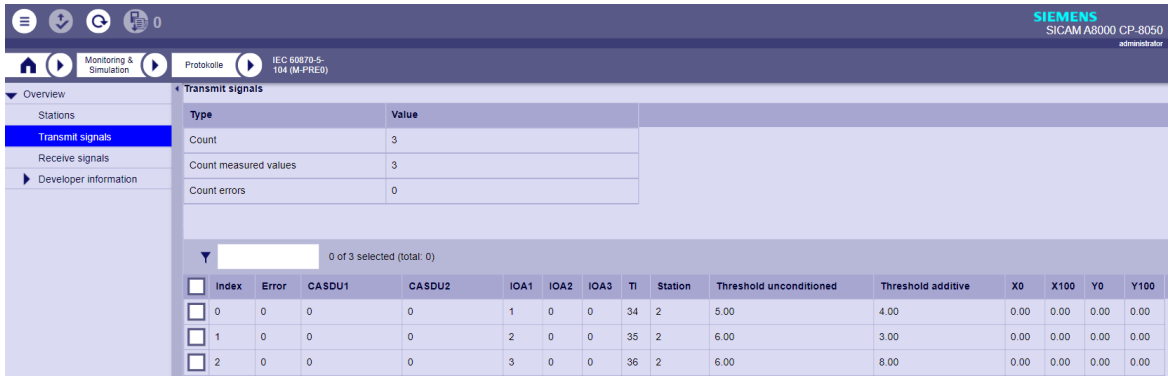 0
SIEMENS
SICAM A8000 CP-8050
administrator
Monitoring &
Simulation
Protokolle
IEC 60870-5-
104 (M-PRE0)
Overview
Stations
Transmit signals
Receive signals
Developer information
Transmit signals
Type Value
Count 3
Count measured values 3
Count errors 0
0 of 3 selected (total: 0)
Index Error CASDU1 CASDU2 IOA1 IOA2 IOA3 TI Station Threshold unconditioned Threshold additive X0 X100 Y0 Y100
0 0 0 0 1 0 0 34 2 5.00 4.00 0.00 0.00 0.00 0.00
1 0 0 0 2 0 0 35 2 6.00 3.00 0.00 0.00 0.00 0.00
2 0 0 0 3 0 0 36 2 6.00 8.00 0.00 0.00 0.00 0.00